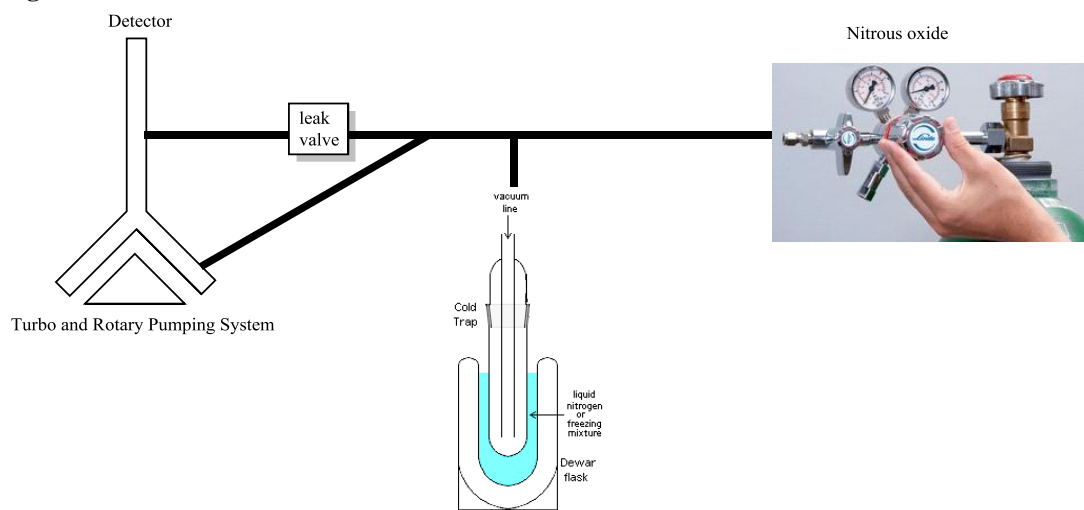 Detector
Nitrous oxide
leak
valve
vacuum
line
Cold
Trap
Turbo and Rotary Pumping System
liquid
nitrogen
or
freezing
mixture
Dewar
flask